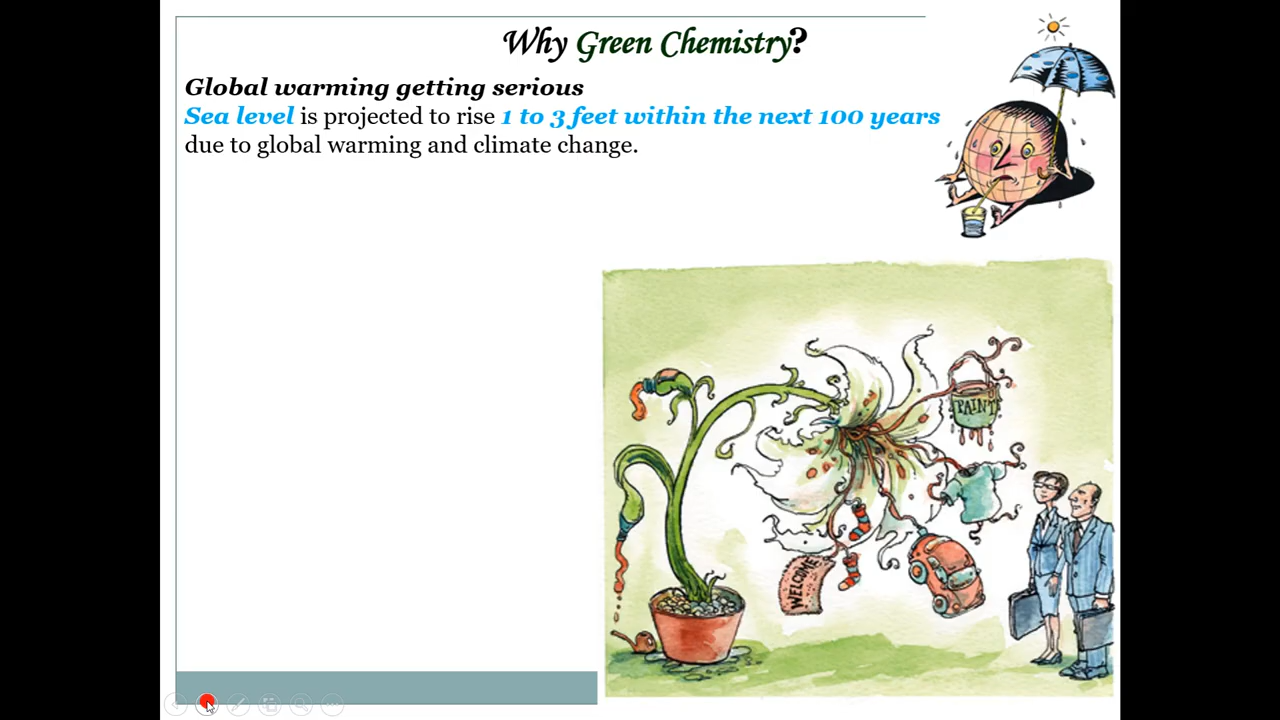 Why Green Chemistry?
Global warming getting serious
Sea level is projected to rise 1 to 3 feet within the next 100 years
due to global warming and climate change.
PAINT
WELCOME